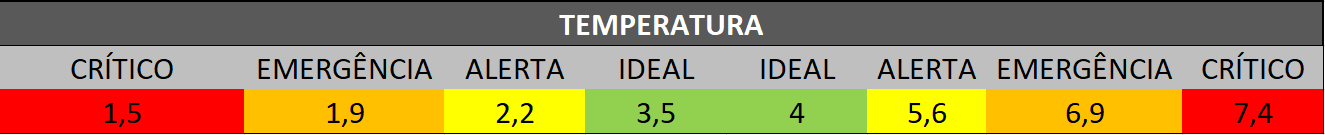 TEMPERATURA
CRÍTICO EMERGÊNCIA ALERTA IDEAL IDEAL ALERTA EMERGÊNCIA CRÍTICO
1,5 1,9 2,2 3,5 4 5,6 6,9 7,4